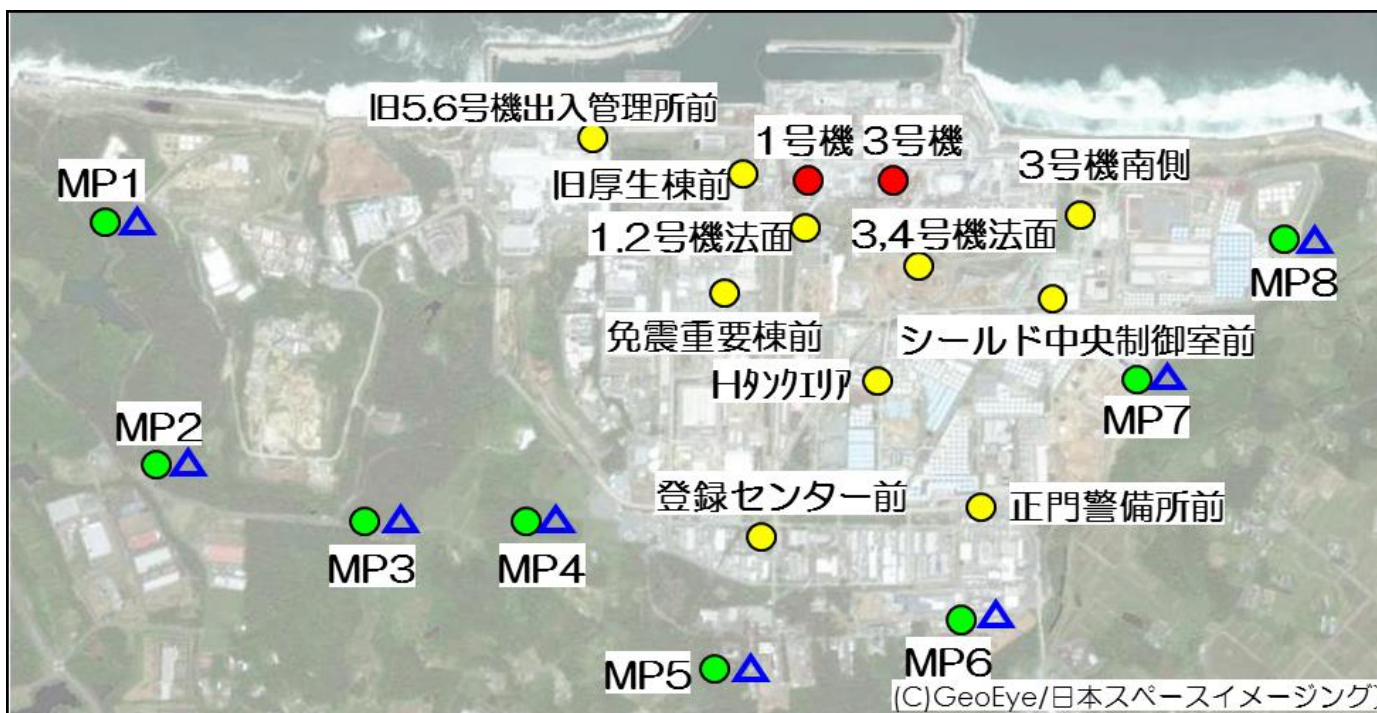 旧5.6号機出入管理所前
1号機
3号機
3号機南側
MP1
旧厚生棟前
1.2号機法面
3,4号機法面
MP8
免震重要棟前
シールド中央制御室前
Hﾀﾝｸｴﾘｱ
MP7
MP2
登録センター前
正門警備所前
MP3
MP4
MP6
MP5
(C)GeoEye/日本スペースイメージング